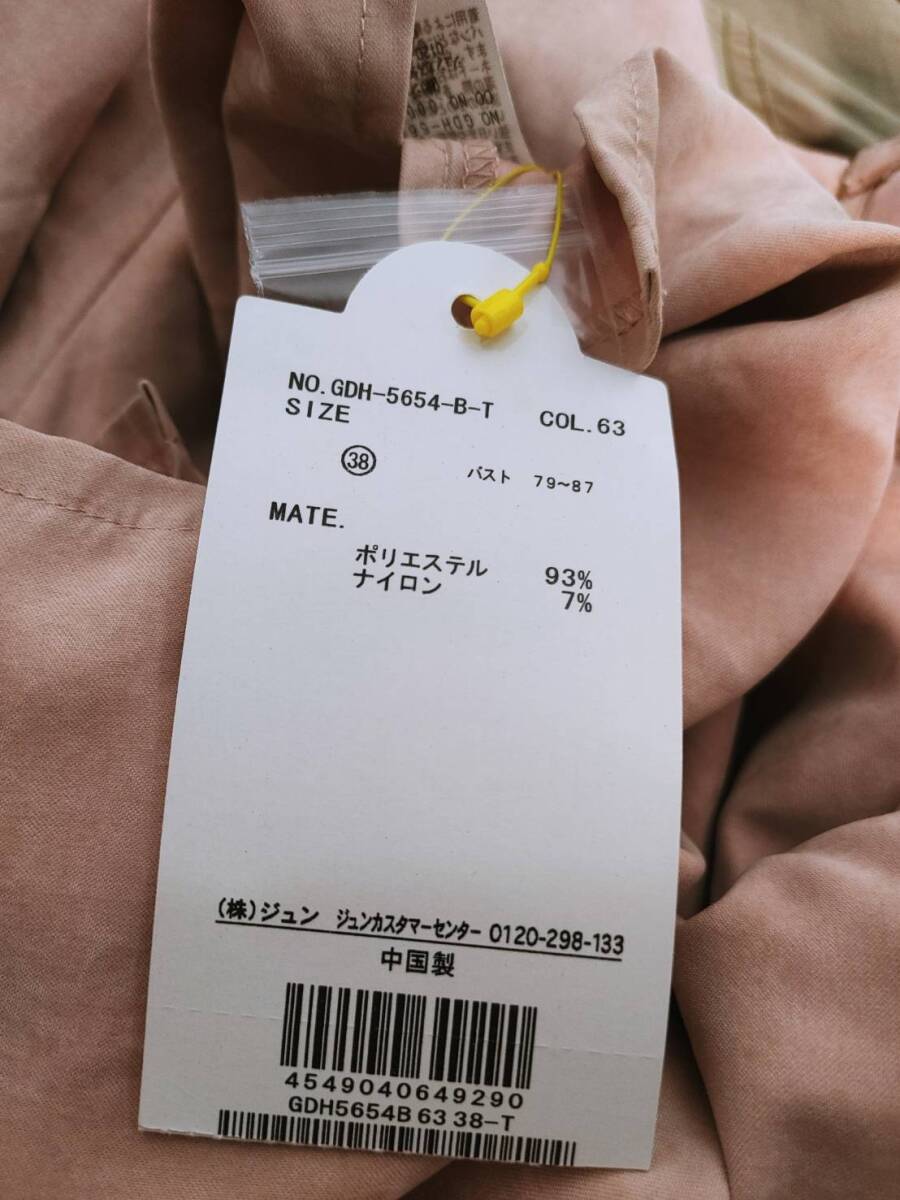 NO.GDH-5654-B-T COL.63
SIZE
38 バスト 79~87
MATE.
ポリエステル 93%
ナイロン 7%
(株)ジュン ジュンカスタマーセンター 0120-298-133
中国製
4549040649290
GDH5654B 63 38-T